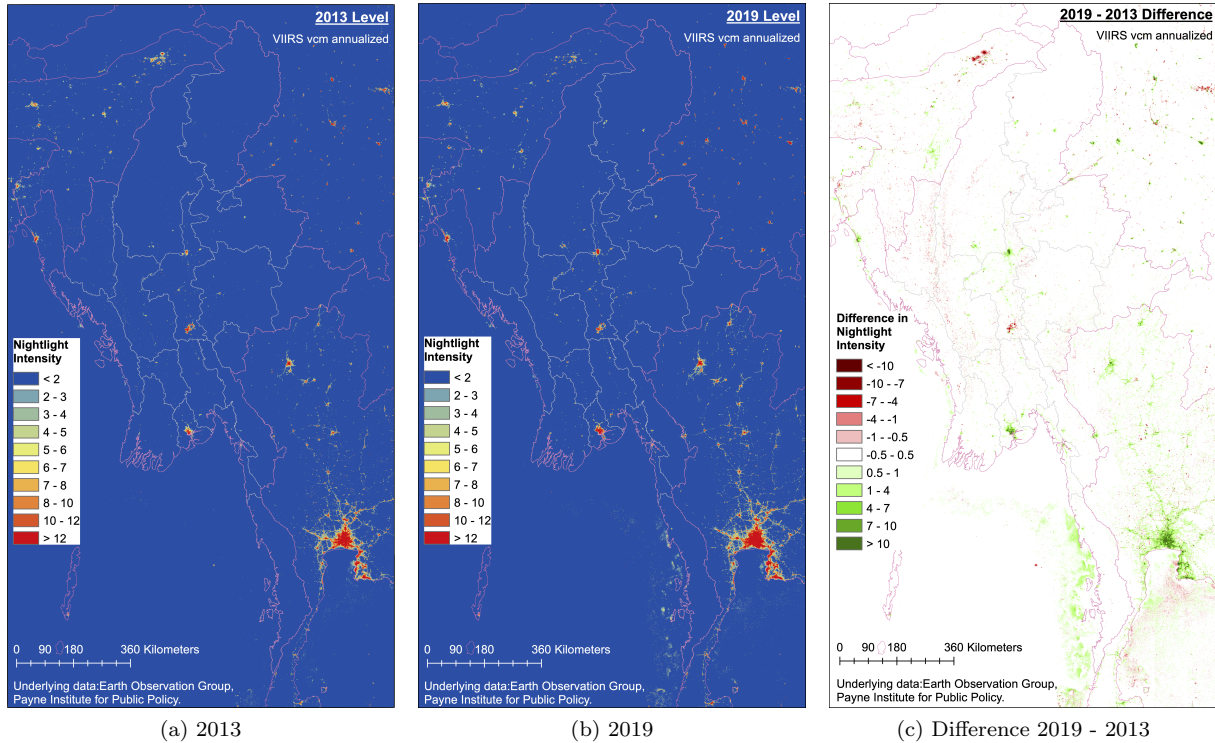 2013 Level
VIIRS vcm annualized
Nightlight
Intensity
< 2
2 - 3
3 - 4
4 - 5
5 - 6
6 - 7
7 - 8
8 - 10
10 - 12
> 12
0 90 180 360 Kilometers
Underlying data:Earth Observation Group,
Payne Institute for Public Policy.
(a) 2013
2019 Level
VIIRS vcm annualized
Nightlight
Intensity
< 2
2 - 3
3 - 4
4 - 5
5 - 6
6 - 7
7 - 8
8 - 10
10 - 12
> 12
0 90 180 360 Kilometers
Underlying data:Earth Observation Group,
Payne Institute for Public Policy.
(b) 2019
2019 - 2013 Difference
VIIRS vcm annualized
Difference in
Nightlight
Intensity
< -10
-10 - -7
-7 - -4
-4 - -1
-1 - -0.5
-0.5 - 0.5
0.5 - 1
1 - 4
4 - 7
7 - 10
> 10
0 90 180 360 Kilometers
Underlying data:Earth Observation Group,
Payne Institute for Public Policy.
(c) Difference 2019 - 2013